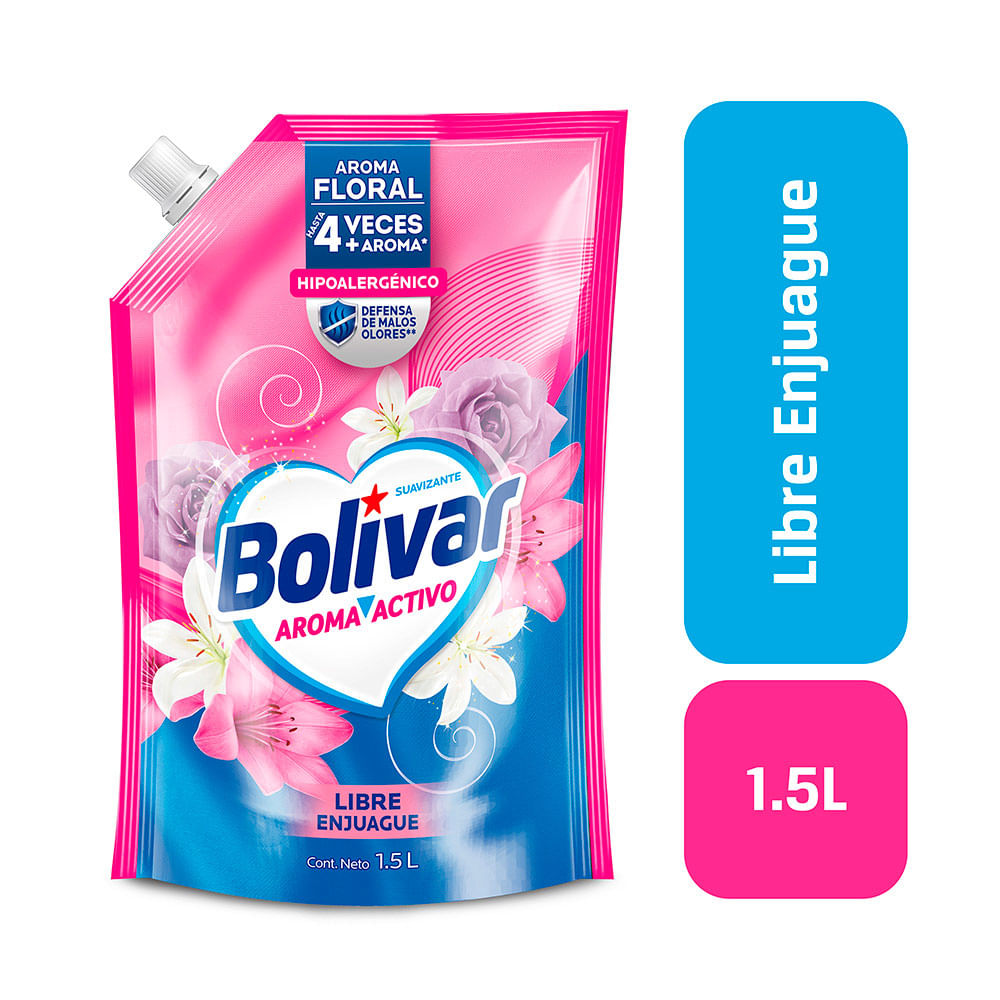 AROMA
FLORAL
HASTA 4 VECES
+AROMA*
HIPOALERGÉNICO
DEFENSA
DE MALOS
OLORES**
SUAVIZANTE
Bolivar
AROMA ACTIVO
LIBRE
ENJUAGUE
Cont. Neto 1.5 L
Libre Enjuague
1.5L